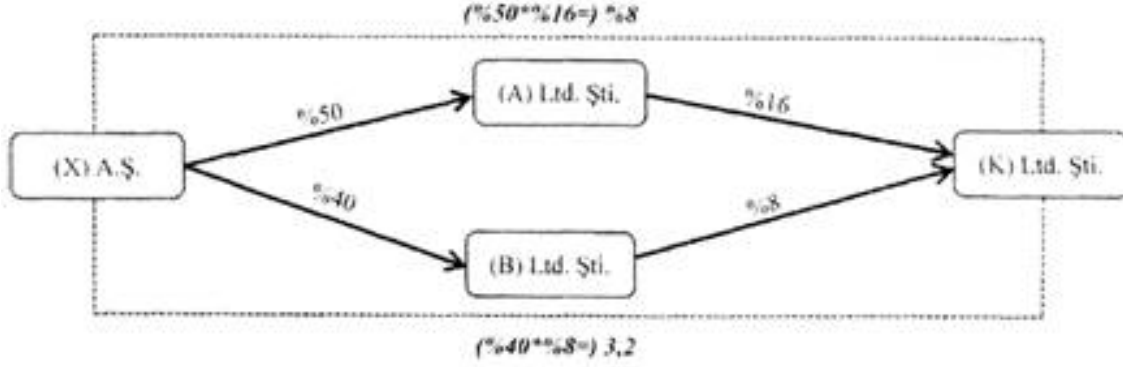 (%50*%16=) %8
(A) Ltd. Şti.
%50
%16
(X) A.Ş.
(K) Ltd. Şti.
%40
%8
(B) Ltd. Şti.
(%40*%8=) 3,2